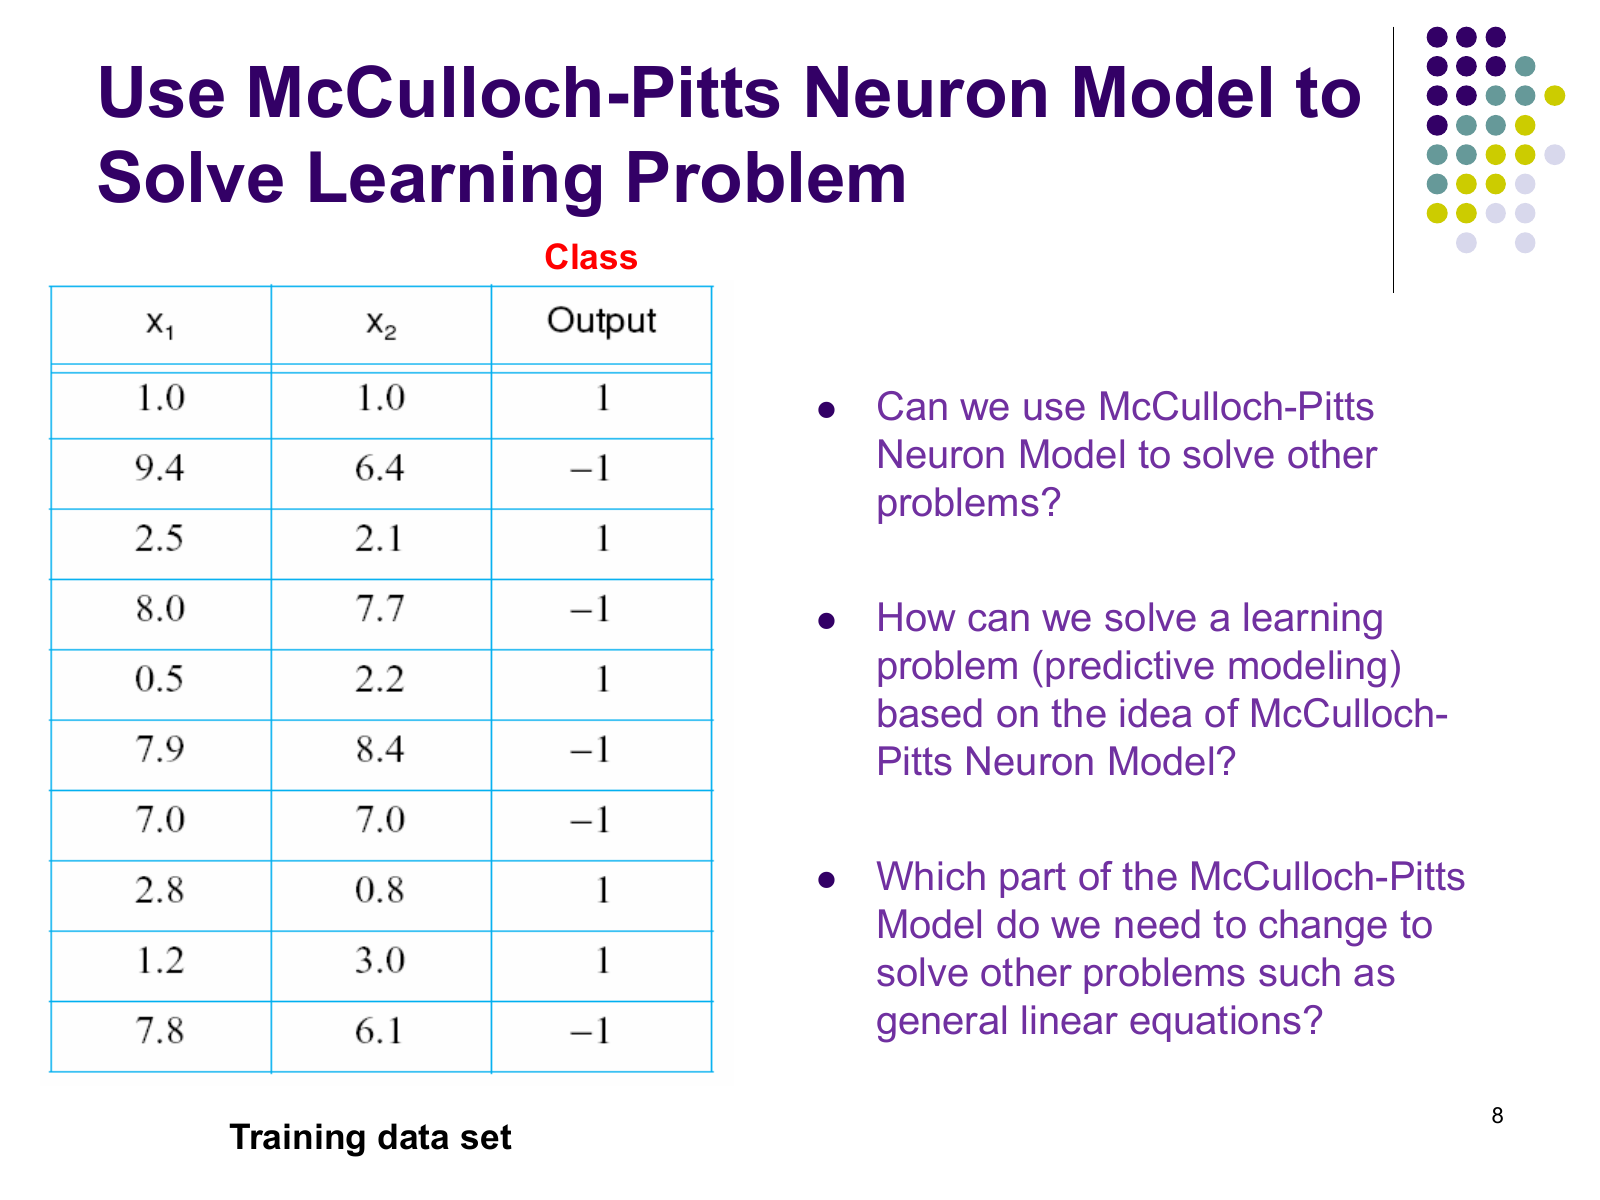 Use McCulloch-Pitts Neuron Model to
Solve Learning Problem
Class
x₁ x₂ Output
1.0 1.0 1
9.4 6.4 –1
2.5 2.1 1
8.0 7.7 –1
0.5 2.2 1
7.9 8.4 –1
7.0 7.0 –1
2.8 0.8 1
1.2 3.0 1
7.8 6.1 –1
Training data set
● Can we use McCulloch-Pitts
Neuron Model to solve other
problems?
● How can we solve a learning
problem (predictive modeling)
based on the idea of McCulloch-
Pitts Neuron Model?
● Which part of the McCulloch-Pitts
Model do we need to change to
solve other problems such as
general linear equations?
8